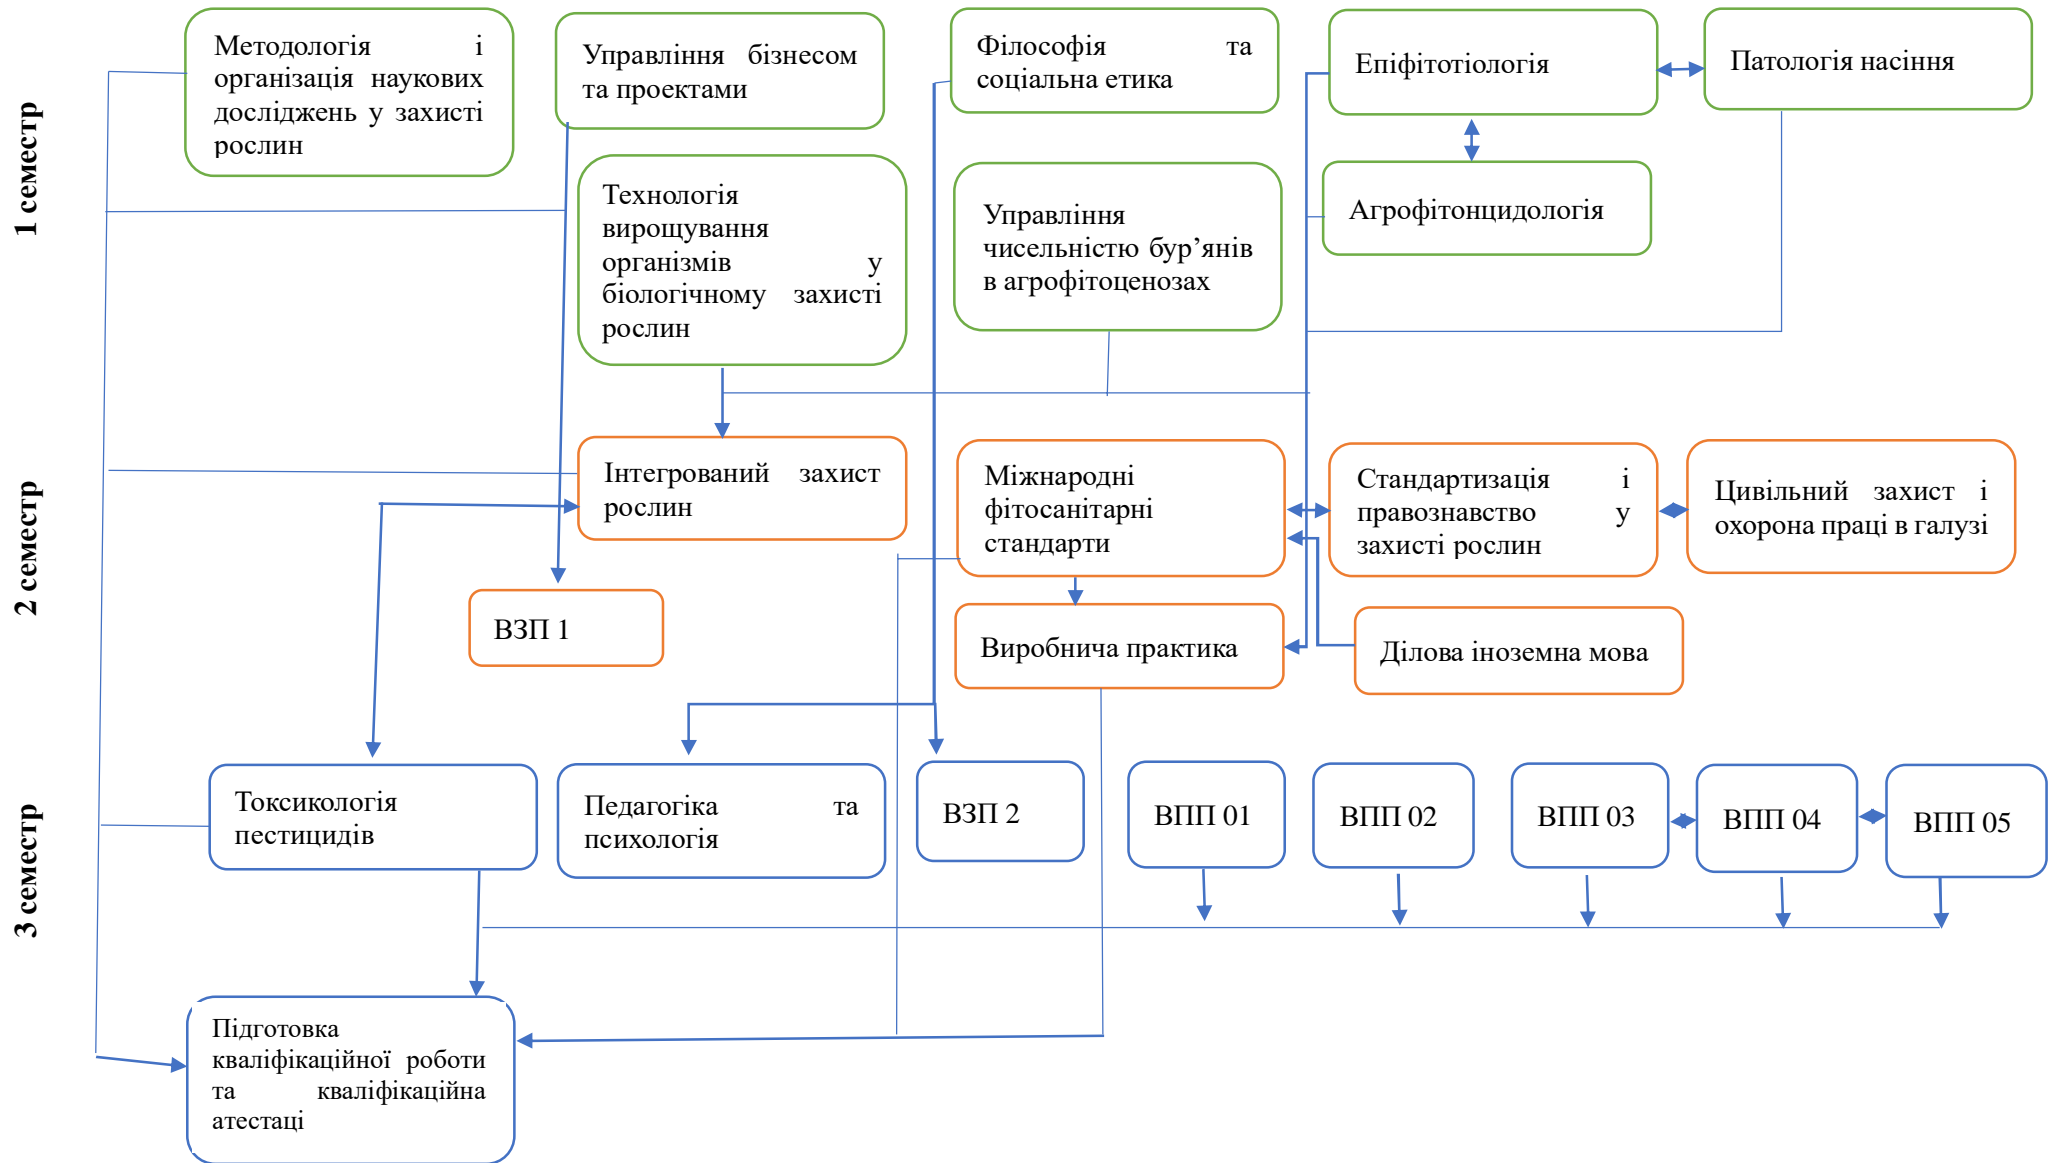 1 семестр
Методологія і
організація наукових
досліджень у захисті
рослин
Управління бізнесом
та проектами
Філософія та
соціальна етика
Епіфітотіологія
Патологія насіння
Технологія
вирощування
організмів у
біологічному захисті
рослин
Управління
чисельністю бур’янів
в агрофітоценозах
Агрофітонцидологія
2 семестр
Інтегрований захист
рослин
Міжнародні
фітосанітарні
стандарти
Стандартизація і
правознавство у
захисті рослин
Цивільний захист і
охорона праці в галузі
ВЗП 1
Виробнича практика
Ділова іноземна мова
3 семестр
Токсикологія
пестицидів
Педагогіка та
психологія
ВЗП 2
ВПП 01
ВПП 02
ВПП 03
ВПП 04
ВПП 05
Підготовка
кваліфікаційної роботи
та кваліфікаційна
атестаці